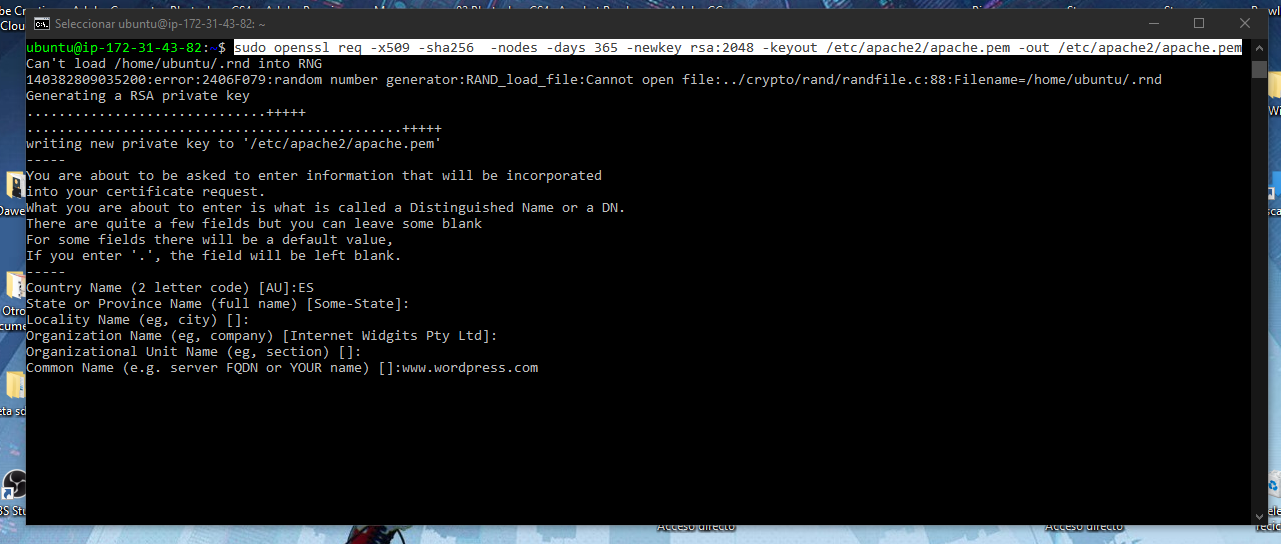 Seleccionar ubuntu@ip-172-31-43-82: ~
ubuntu@ip-172-31-43-82:~$ sudo openssl req -x509 -sha256  -nodes -days 365 -newkey rsa:2048 -keyout /etc/apache2/apache.pem -out /etc/apache2/apache.pem
Can't load /home/ubuntu/.rnd into RNG
140382809035200:error:2406F079:random number generator:RAND_load_file:Cannot open file:../crypto/rand/randfile.c:88:Filename=/home/ubuntu/.rnd
Generating a RSA private key
..............................+++++
...............................................+++++
writing new private key to '/etc/apache2/apache.pem'
-----
You are about to be asked to enter information that will be incorporated
into your certificate request.
What you are about to enter is what is called a Distinguished Name or a DN.
There are quite a few fields but you can leave some blank
For some fields there will be a default value,
If you enter '.', the field will be left blank.
-----
Country Name (2 letter code) [AU]:ES
State or Province Name (full name) [Some-State]:
Locality Name (eg, city) []:
Organization Name (eg, company) [Internet Widgits Pty Ltd]:
Organizational Unit Name (eg, section) []:
Common Name (e.g. server FQDN or YOUR name) []:www.wordpress.com
Acceso directo
Acceso directo